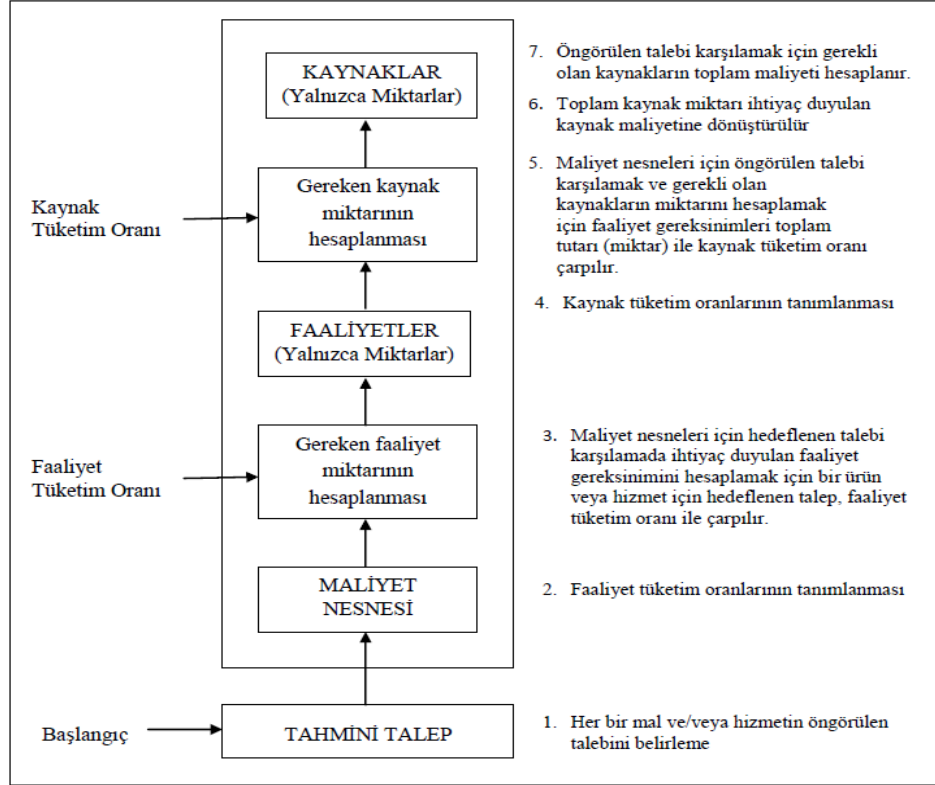 KAYNAKLAR
(Yalnızca Miktarlar)
Gereken kaynak
miktarının
hesaplanması
Kaynak
Tüketim Oranı
FAALİYETLER
(Yalnızca Miktarlar)
Gereken faaliyet
miktarının
hesaplanması
Faaliyet
Tüketim Oranı
MALİYET
NESNESİ
Başlangıç
TAHMİNİ TALEP
7. Öngörülen talebi karşılamak için gerekli
olan kaynakların toplam maliyeti hesaplanır.
6. Toplam kaynak miktarı ihtiyaç duyulan
kaynak maliyetine dönüştürülür
5. Maliyet nesneleri için öngörülen talebi
karşılamak ve gerekli olan
kaynakların miktarını hesaplamak
için faaliyet gereksinimleri toplam
tutarı (miktar) ile kaynak tüketim oranı
çarpılır.
4. Kaynak tüketim oranlarının tanımlanması
3. Maliyet nesneleri için hedeflenen talebi
karşılamada ihtiyaç duyulan faaliyet
gereksinimini hesaplamak için bir ürün
veya hizmet için hedeflenen talep, faaliyet
tüketim oranı ile çarpılır.
2. Faaliyet tüketim oranlarının tanımlanması
1. Her bir mal ve/veya hizmetin öngörülen
talebini belirleme